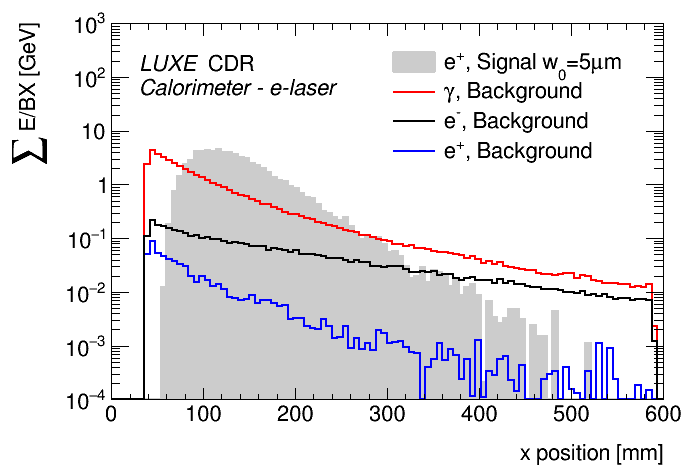 LUXE CDR
Calorimeter - e-laser
e⁺, Signal w₀=5μm
γ, Background
e⁻, Background
e⁺, Background
∑ E/BX [GeV]
10³
10²
10
1
10⁻¹
10⁻²
10⁻³
10⁻⁴
0 100 200 300 400 500 600
x position [mm]